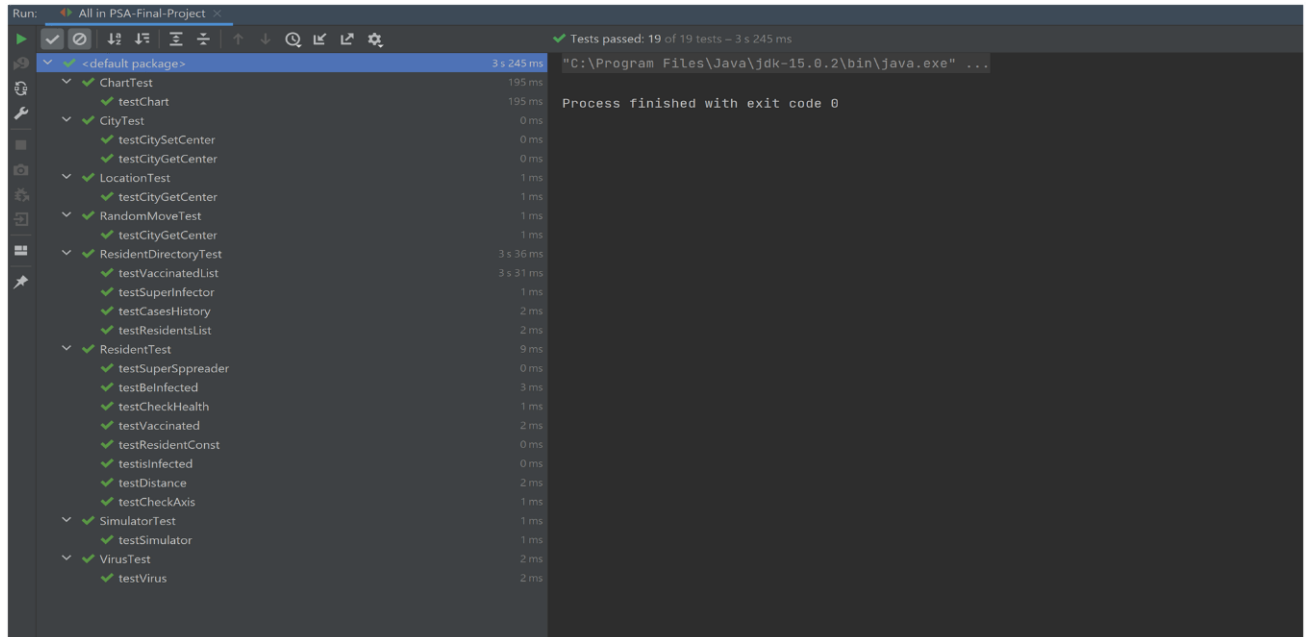 Run: All in PSA-Final-Project ×
Tests passed: 19 of 19 tests – 3 s 245 ms
<default package> 3 s 245 ms
"C:\Program Files\Java\jdk-15.0.2\bin\java.exe" ...
ChartTest 195 ms
testChart 195 ms
Process finished with exit code 0
CityTest 0 ms
testCitySetCenter 0 ms
testCityGetCenter 0 ms
LocationTest 1 ms
testCityGetCenter 1 ms
RandomMoveTest 1 ms
testCityGetCenter 1 ms
ResidentDirectoryTest 3 s 36 ms
testVaccinatedList 3 s 31 ms
testSuperInfector 1 ms
testCasesHistory 2 ms
testResidentsList 2 ms
ResidentTest 9 ms
testSuperSppreader 0 ms
testBeInfected 3 ms
testCheckHealth 1 ms
testVaccinated 2 ms
testResidentConst 0 ms
testisInfected 0 ms
testDistance 2 ms
testCheckAxis 1 ms
SimulatorTest 1 ms
testSimulator 1 ms
VirusTest 2 ms
testVirus 2 ms